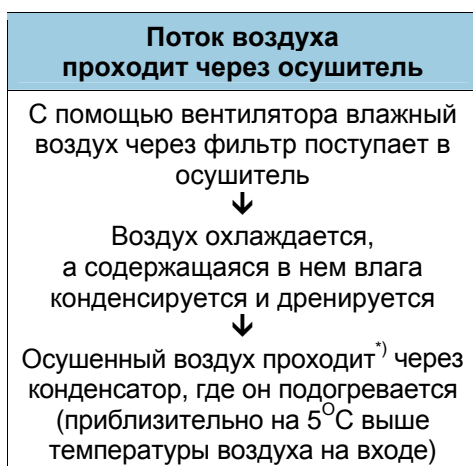 Поток воздуха
проходит через осушитель
С помощью вентилятора влажный
воздух через фильтр поступает в
осушитель
↓
Воздух охлаждается,
а содержащаяся в нем влага
конденсируется и дренируется
↓
Осушенный воздух проходит*) через
конденсатор, где он подогревается
(приблизительно на 5°С выше
температуры воздуха на входе)